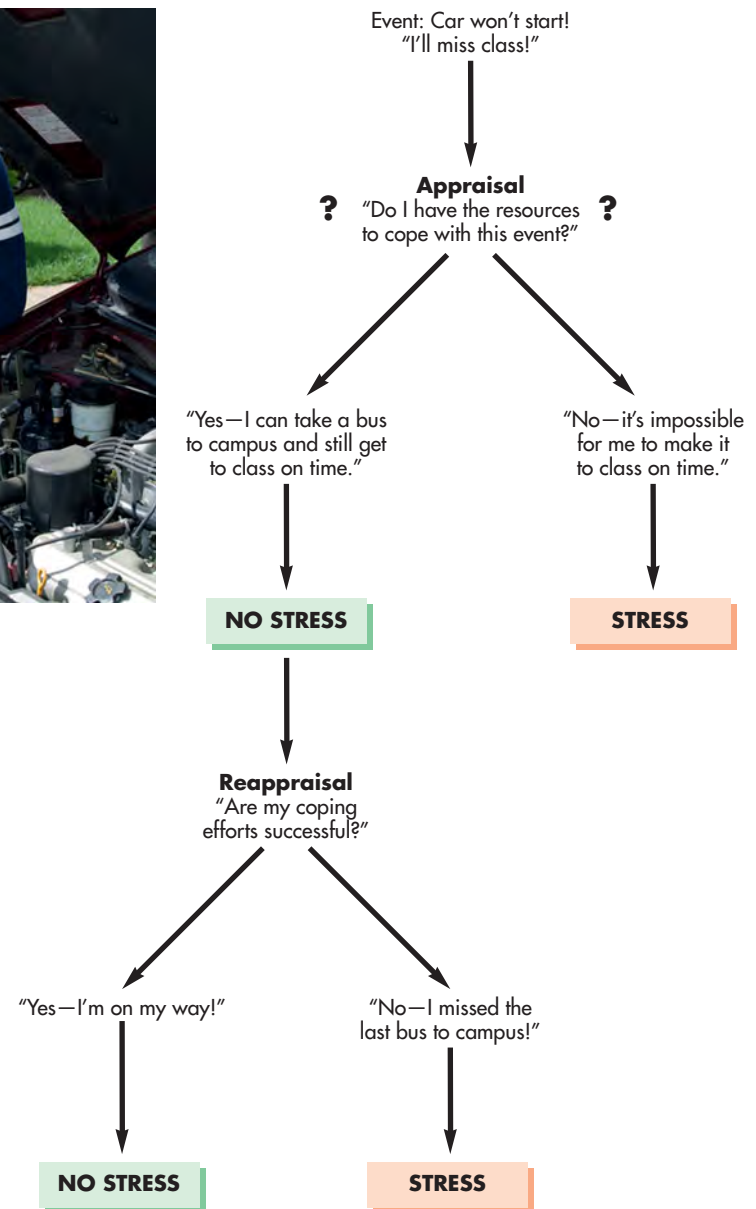 Event: Car won’t start!
“I’ll miss class!”
Appraisal
? “Do I have the resources ?
to cope with this event?”
“Yes—I can take a bus
to campus and still get
to class on time.”
“No—it’s impossible
for me to make it
to class on time.”
NO STRESS
STRESS
Reappraisal
“Are my coping
efforts successful?”
“Yes—I’m on my way!”
“No—I missed the
last bus to campus!”
NO STRESS
STRESS